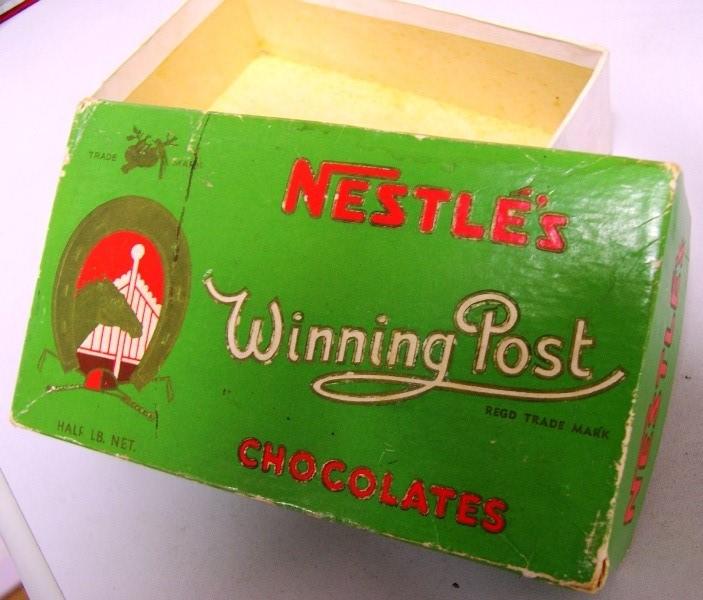 TRADE MARK
NESTLÉ'S
Winning Post
REGD TRADE MARK
HALF LB. NET.
CHOCOLATES
NESTLÉ'S